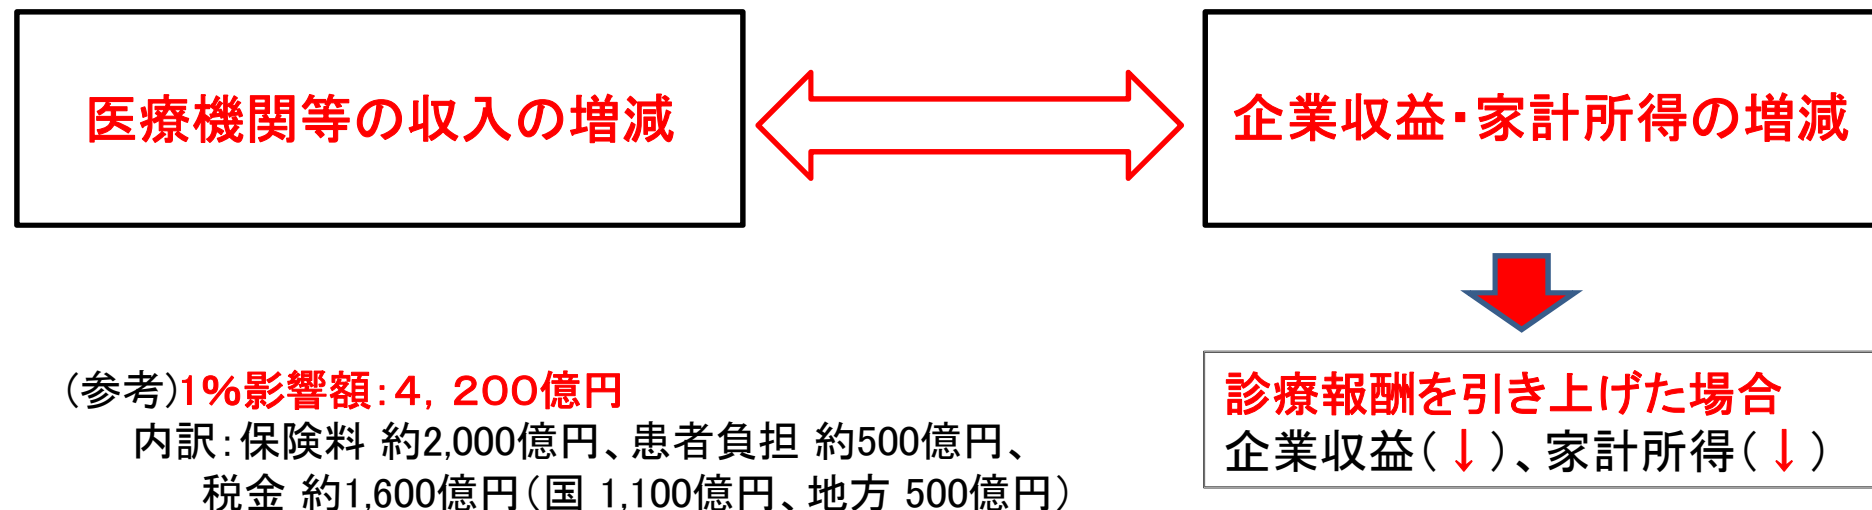 医療機関等の収入の増減
企業収益・家計所得の増減
(参考)1%影響額:4,200億円
内訳:保険料 約2,000億円、患者負担 約500億円、
税金 約1,600億円(国 1,100億円、地方 500億円)
診療報酬を引き上げた場合
企業収益(↓)、家計所得(↓)